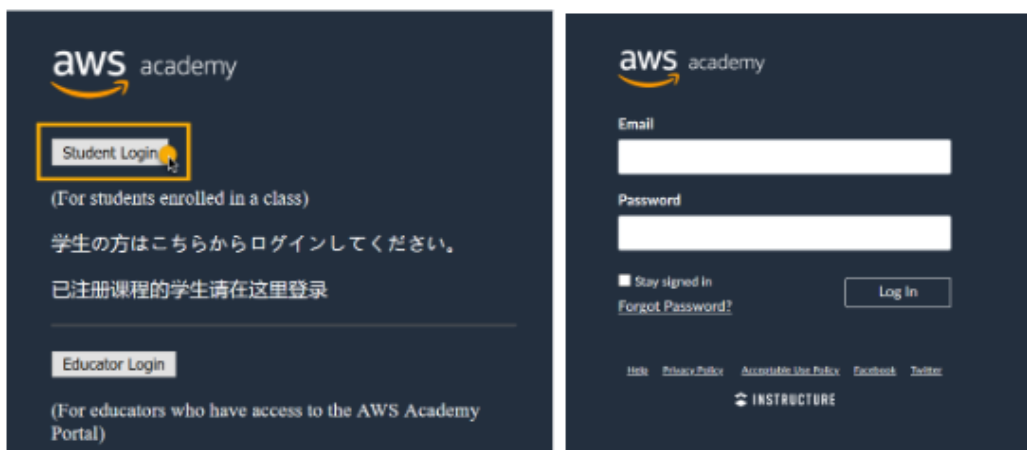 aws academy
Student Login
(For students enrolled in a class)
学生の方はこちらからログインしてください。
已注册课程的学生请在这里登录
Educator Login
(For educators who have access to the AWS Academy
Portal)
aws academy
Email
Password
Stay signed in
Log In
Forgot Password?
Help Privacy Policy Acceptable Use Policy Facebook Twitter
INSTRUCTURE